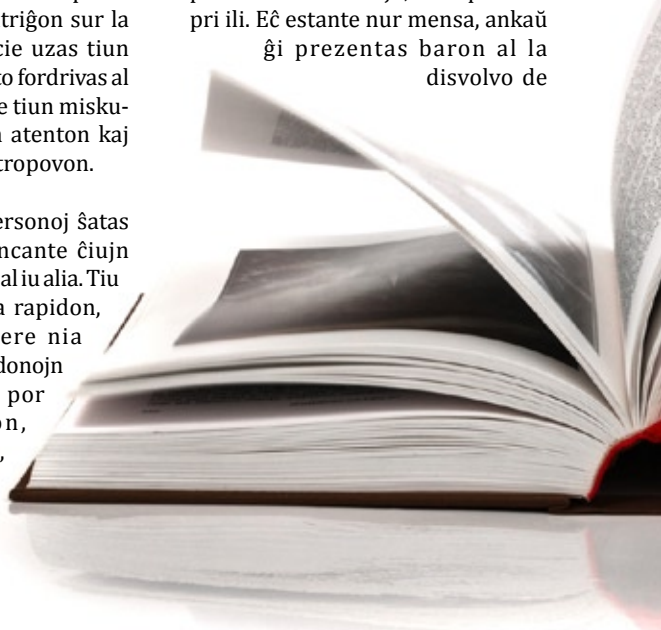 triĝon sur la
cie uzas tiun
to fordrivas al
e tiun misku-
atenton kaj
tropovon.
ersonoj ŝatas
ncante ĉiujn
al iu alia. Tiu
a rapidon,
ere nia
donojn
por
on,
,
pri ili. Eĉ estante nur mensa, ankaŭ
ĝi prezentas baron al la
disvolvo de